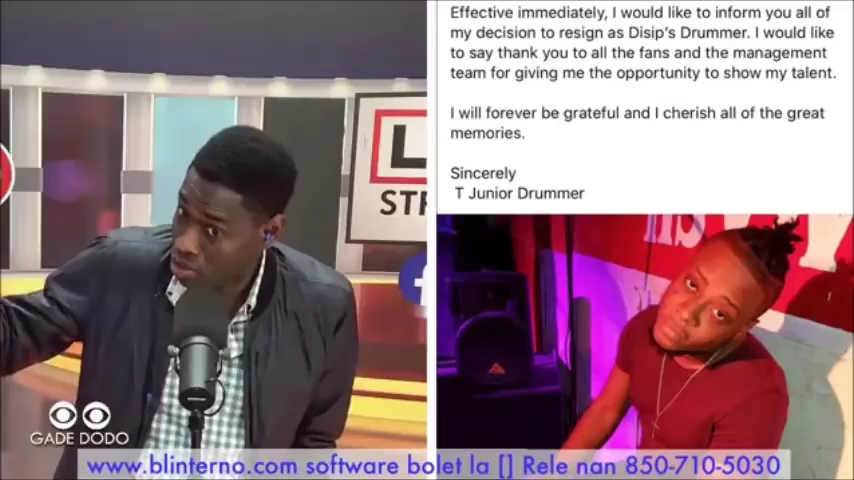 Effective immediately, I would like to inform you all of
my decision to resign as Disip's Drummer. I would like
to say thank you to all the fans and the management
team for giving me the opportunity to show my talent.
I will forever be grateful and I cherish all of the great
memories.
Sincerely
T Junior Drummer
GADE DODO
www.blinterno.com software bolet la [] Rele nan 850-710-5030